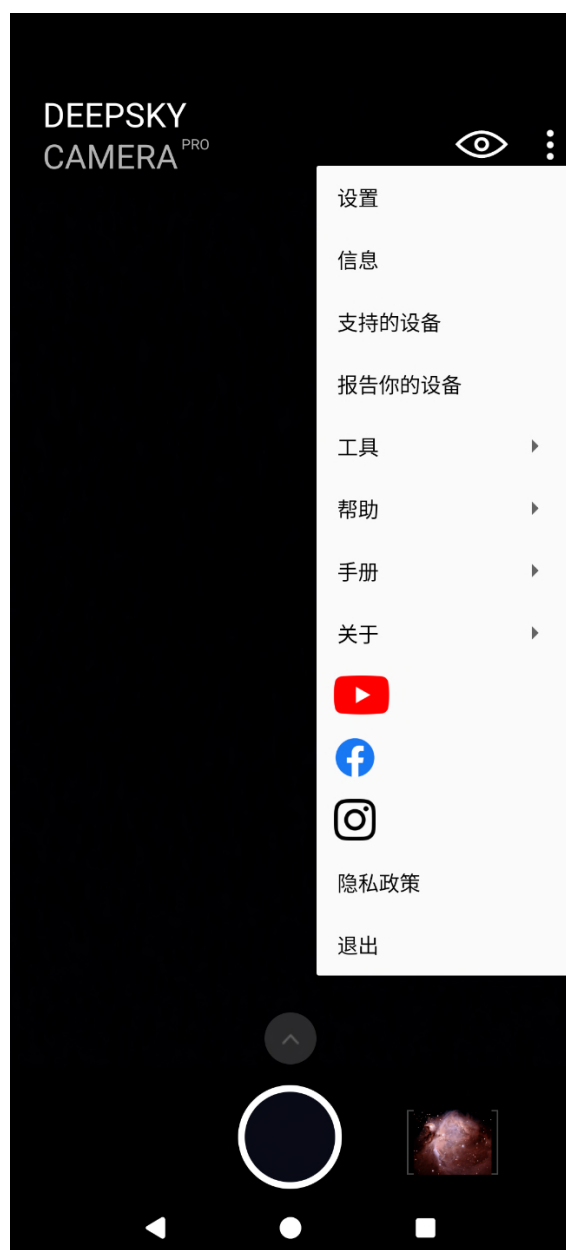 DEEPSKY
CAMERA PRO
设置
信息
支持的设备
报告你的设备
工具
帮助
手册
关于
隐私政策
退出